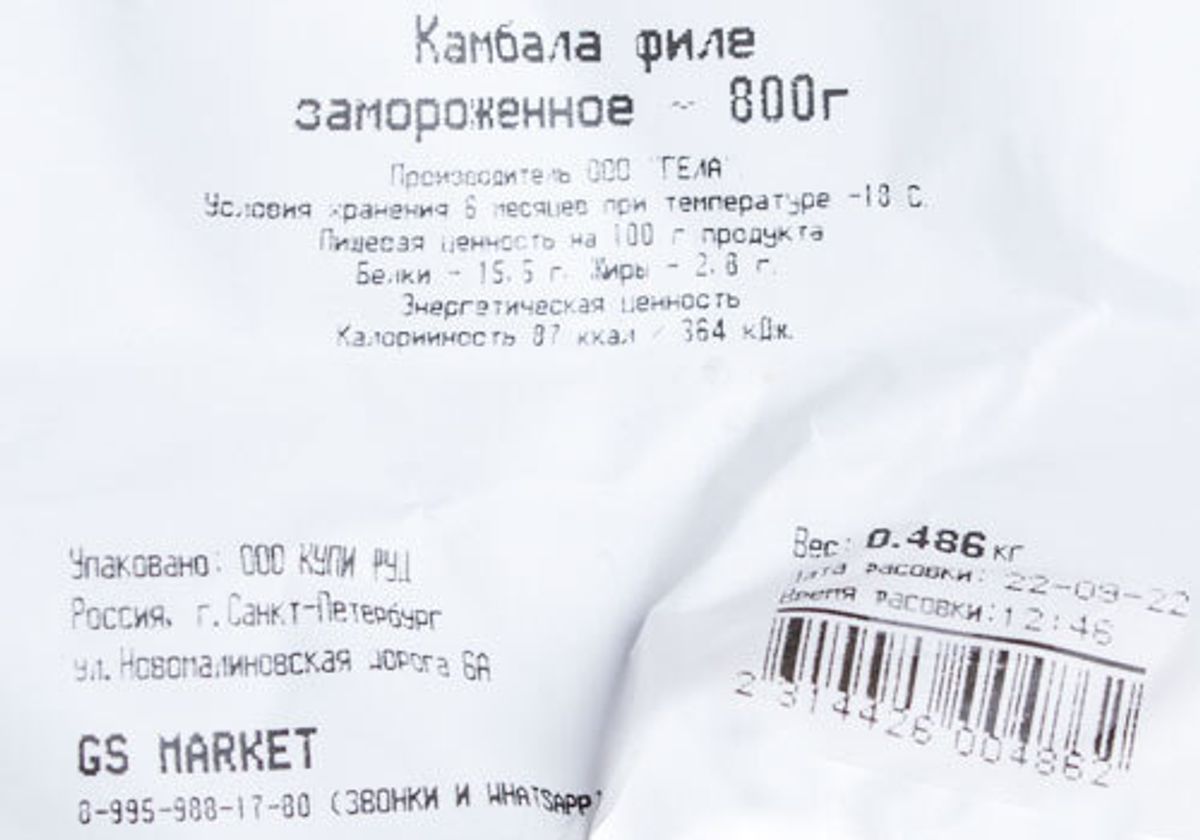 Камбала филе
замороженное ~ 800г
Производитель ООО "ГЕЛА"
Условия хранения 6 месяцев при температуре -18 С.
Пищевая ценность на 100 г продукта
Белки - 15.5 г. Жиры - 2.8 г.
Энергетическая ценность
Калорийность 87 ккал / 364 кДж.
Упаковано: ООО КУПИ
Россия, г.Санкт-Петербург
ул. Новомалиновская дорога 6А
GS MARKET
8-995-988-17-80 (ЗВОНКИ И WHATSAPP)
Вес: 0.486 кг
Дата расовки: 22-09-22
Время расовки:12:46
2 314426 004862